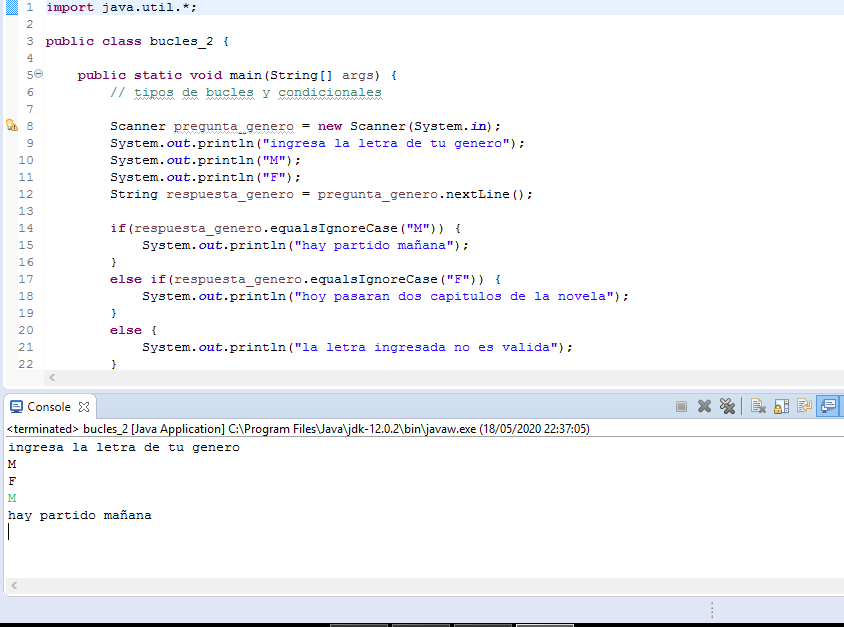 1 import java.util.*;
2
3 public class bucles_2 {
4
5 public static void main(String[] args) {
6 // tipos de bucles y condicionales
7
8 Scanner pregunta_genero = new Scanner(System.in);
9 System.out.println("ingresa la letra de tu genero");
10 System.out.println("M");
11 System.out.println("F");
12 String respuesta_genero = pregunta_genero.nextLine();
13
14 if(respuesta_genero.equalsIgnoreCase("M")) {
15 System.out.println("hay partido mañana");
16 }
17 else if(respuesta_genero.equalsIgnoreCase("F")) {
18 System.out.println("hoy pasaran dos capitulos de la novela");
19 }
20 else {
21 System.out.println("la letra ingresada no es valida");
22 }
Console
<terminated> bucles_2 [Java Application] C:\Program Files\Java\jdk-12.0.2\bin\javaw.exe (18/05/2020 22:37:05)
ingresa la letra de tu genero
M
F
M
hay partido mañana